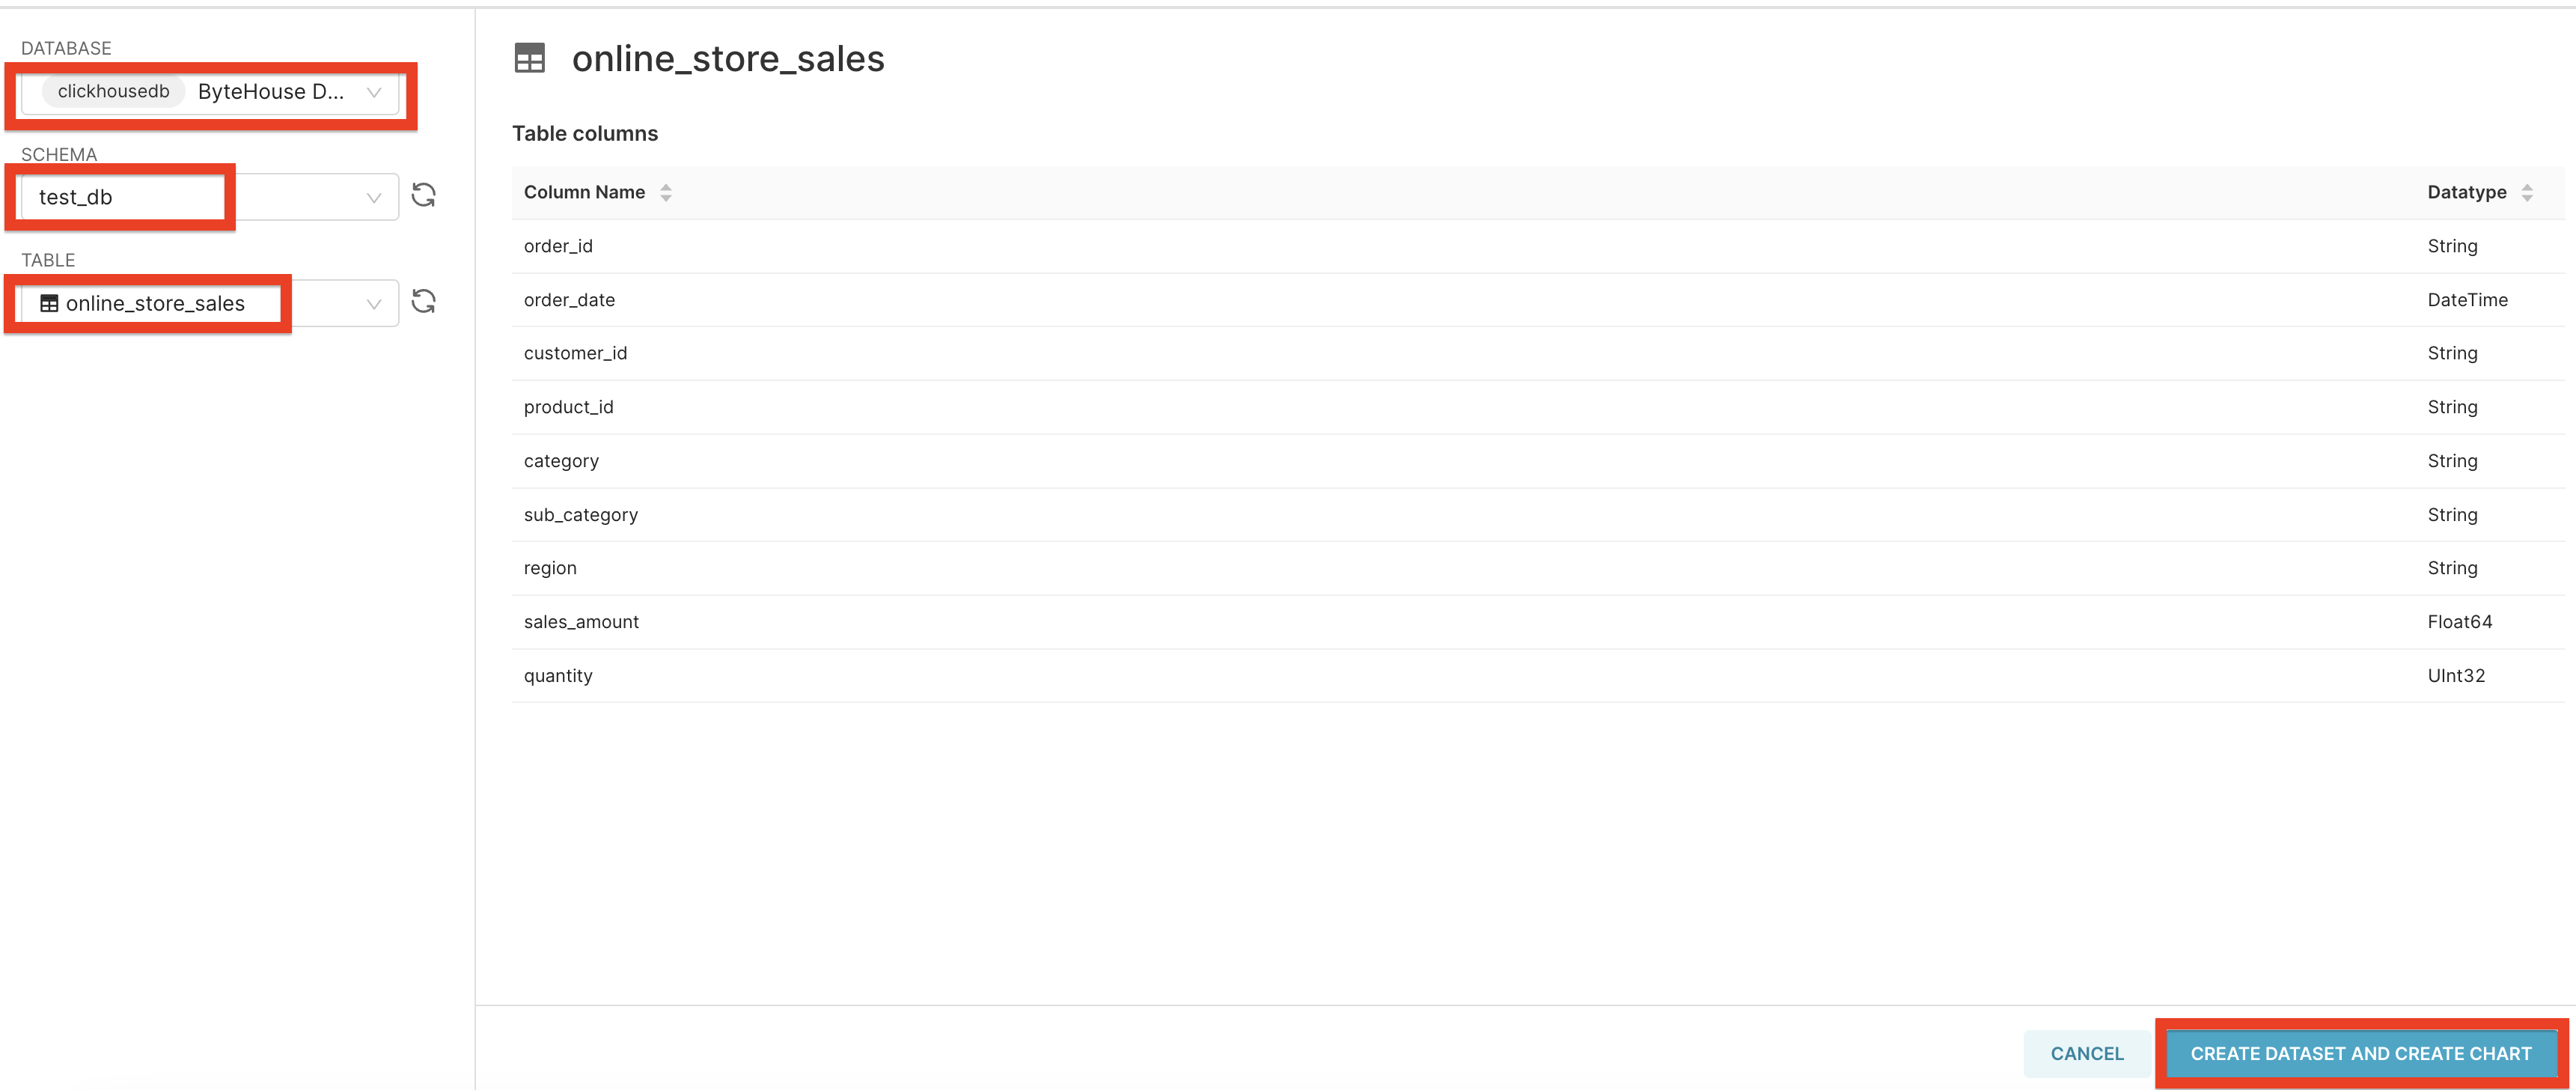 DATABASE
clickhousedb ByteHouse D...
SCHEMA
test_db
TABLE
online_store_sales
online_store_sales
Table columns
Column Name Datatype
order_id String
order_date DateTime
customer_id String
product_id String
category String
sub_category String
region String
sales_amount Float64
quantity UInt32
CANCEL CREATE DATASET AND CREATE CHART